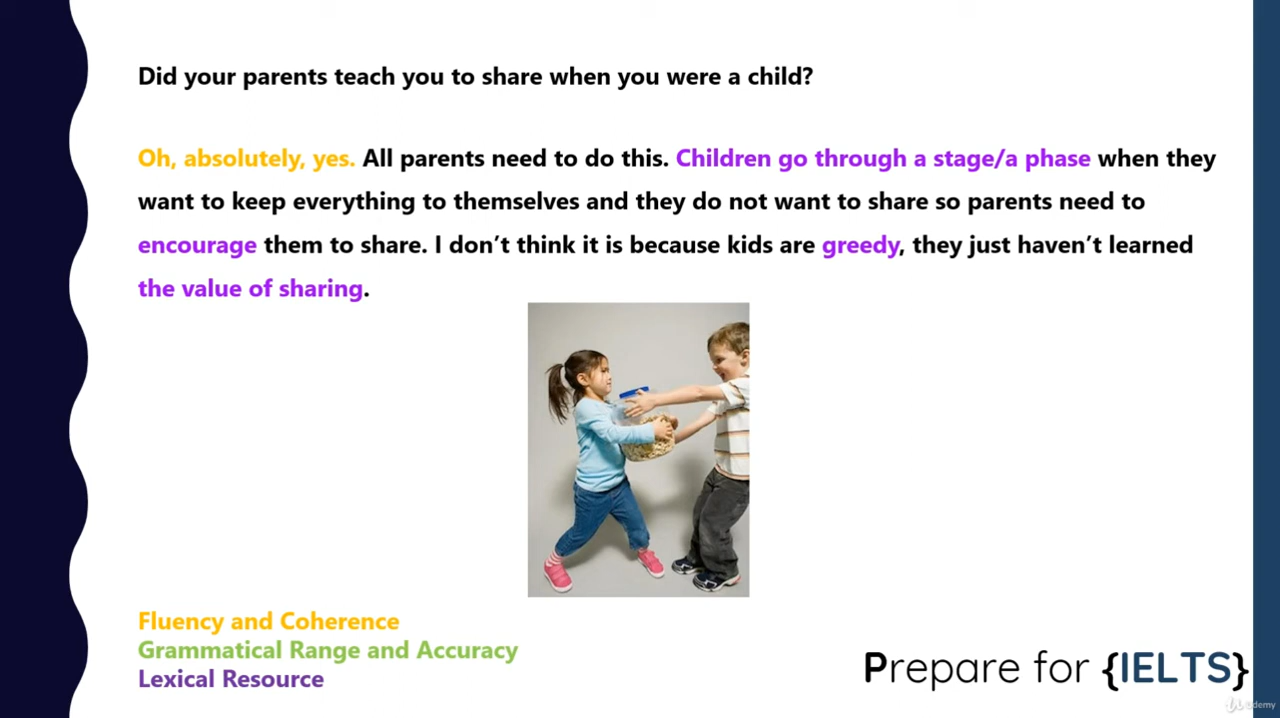 Did your parents teach you to share when you were a child?
Oh, absolutely, yes. All parents need to do this. Children go through a stage/a phase when they
want to keep everything to themselves and they do not want to share so parents need to
encourage them to share. I don’t think it is because kids are greedy, they just haven’t learned
the value of sharing.
Fluency and Coherence
Grammatical Range and Accuracy
Lexical Resource
Prepare for {IELTS}
udemy